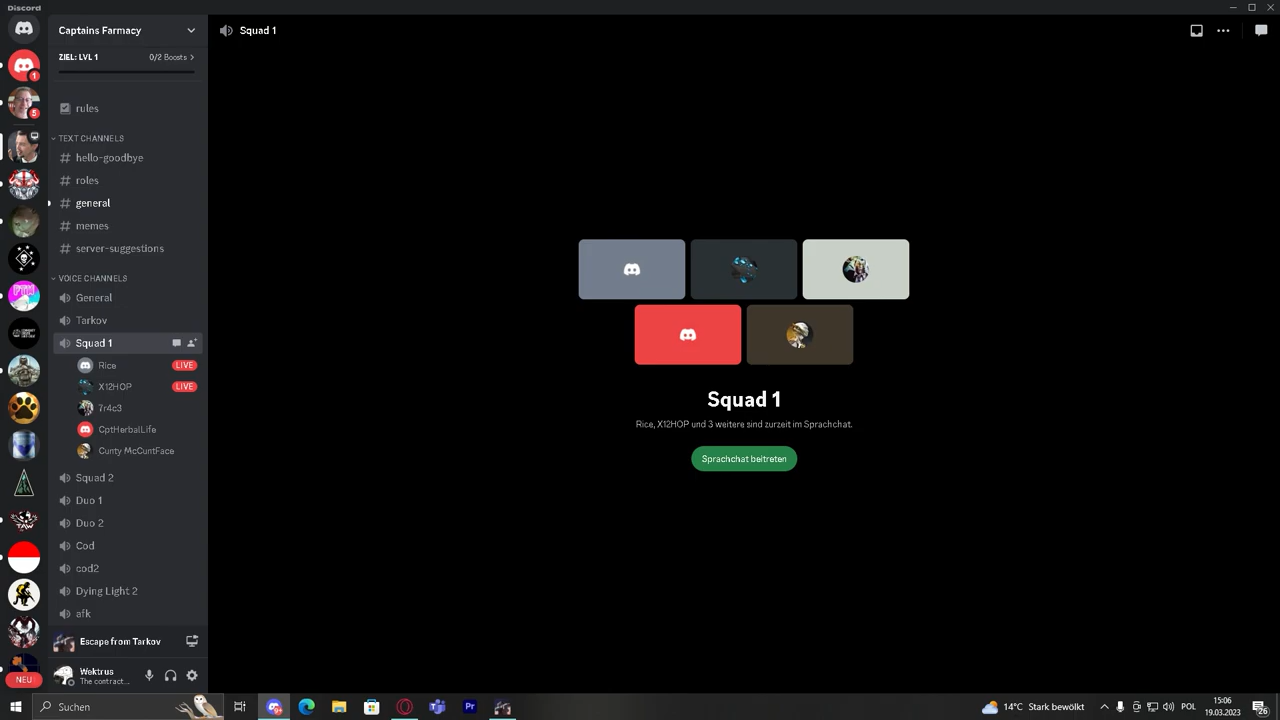 Discord
Captains Farmacy
Squad 1
ZIEL: LVL 1
0/2 Boosts
1
5
rules
TEXT CHANNELS
hello-goodbye
roles
general
memes
server-suggestions
VOICE CHANNELS
General
Tarkov
Squad 1
Rice
LIVE
X12HOP
LIVE
7r4c3
CptHerbalLife
Cunty McCuntFace
Squad 2
Duo 1
Duo 2
Cod
cod2
Dying Light 2
afk
Squad 1
Rice, X12HOP und 3 weitere sind zurzeit im Sprachchat.
Sprachchat beitreten
Escape from Tarkov
NEU
Wektrus
The contract...
Suchen
Pr
14°C Stark bewölkt
POL
15:06
19.03.2023
26